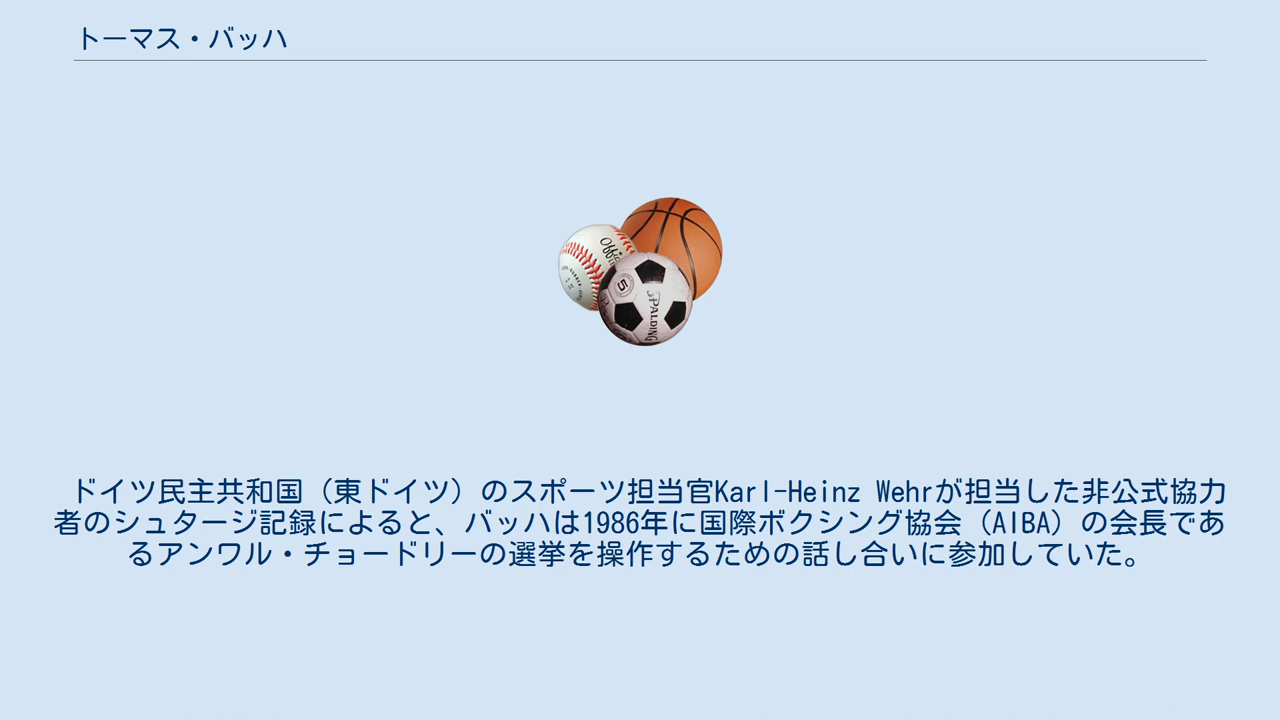 トーマス・バッハ
Offic
5
SPALDING
ドイツ民主共和国（東ドイツ）のスポーツ担当官Karl-Heinz Wehrが担当した非公式協力
者のシュタージ記録によると、バッハは1986年に国際ボクシング協会（AIBA）の会長であ
るアンワル・チョードリーの選挙を操作するための話し合いに参加していた。